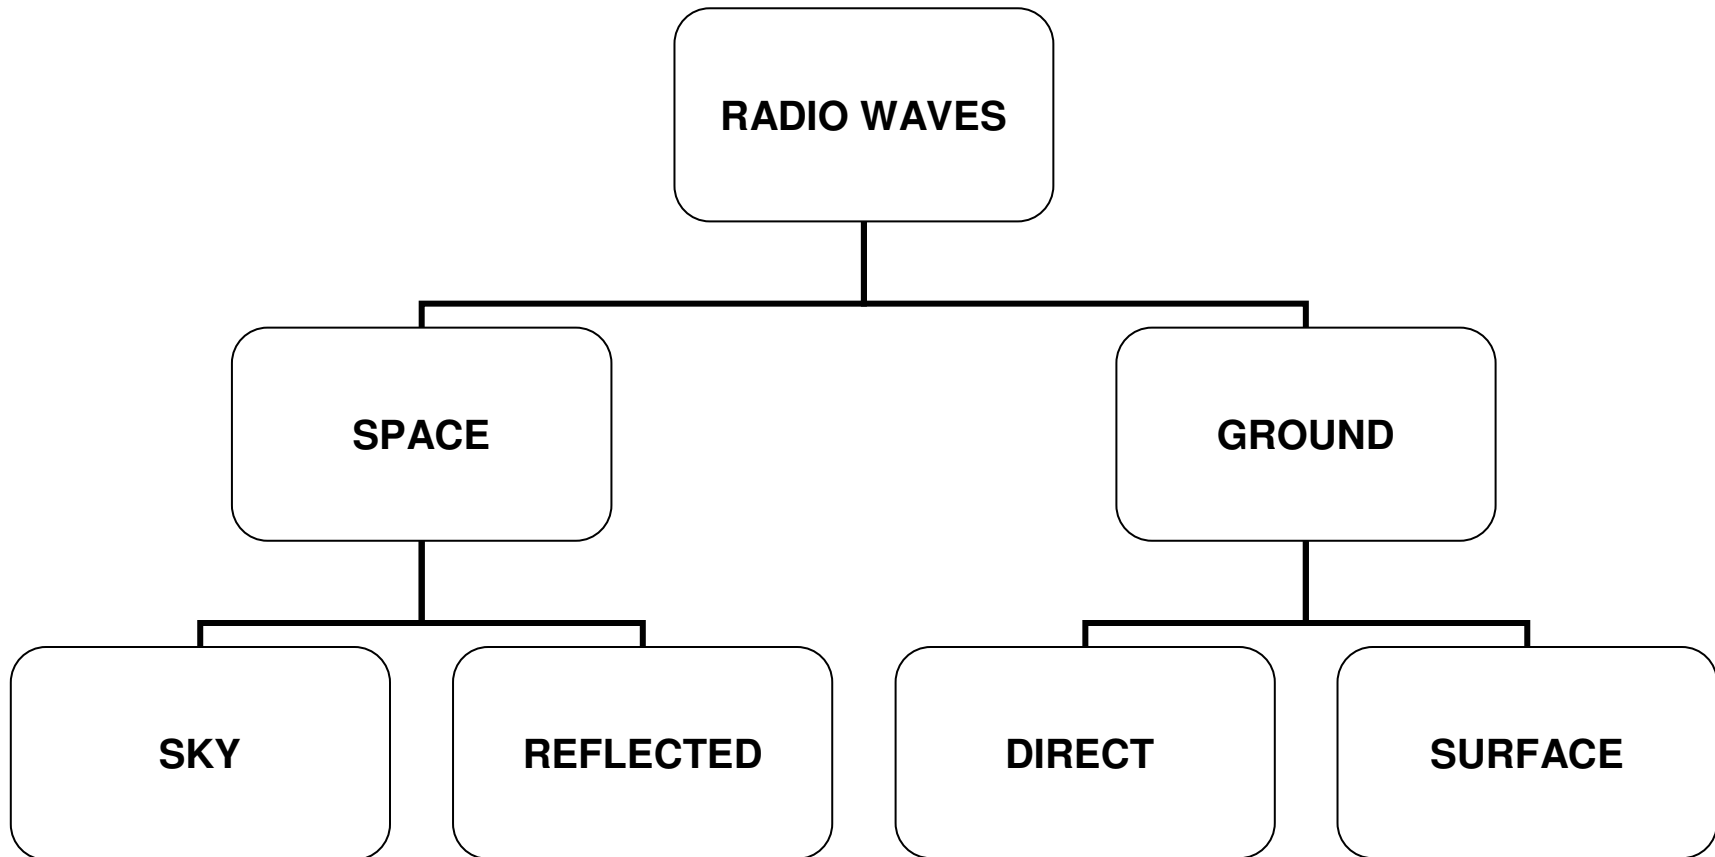 RADIO WAVES
SPACE
GROUND
SKY
REFLECTED
DIRECT
SURFACE